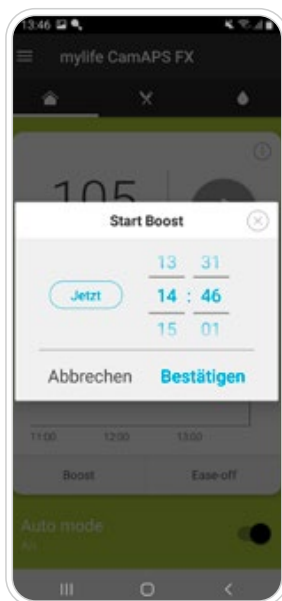 13:46
mylife CamAPS FX
105
Start Boost
13 31
Jetzt 14 : 46
15 01
Abbrechen Bestätigen
11:00 12:00 13:00
Boost Ease-off
Auto mode